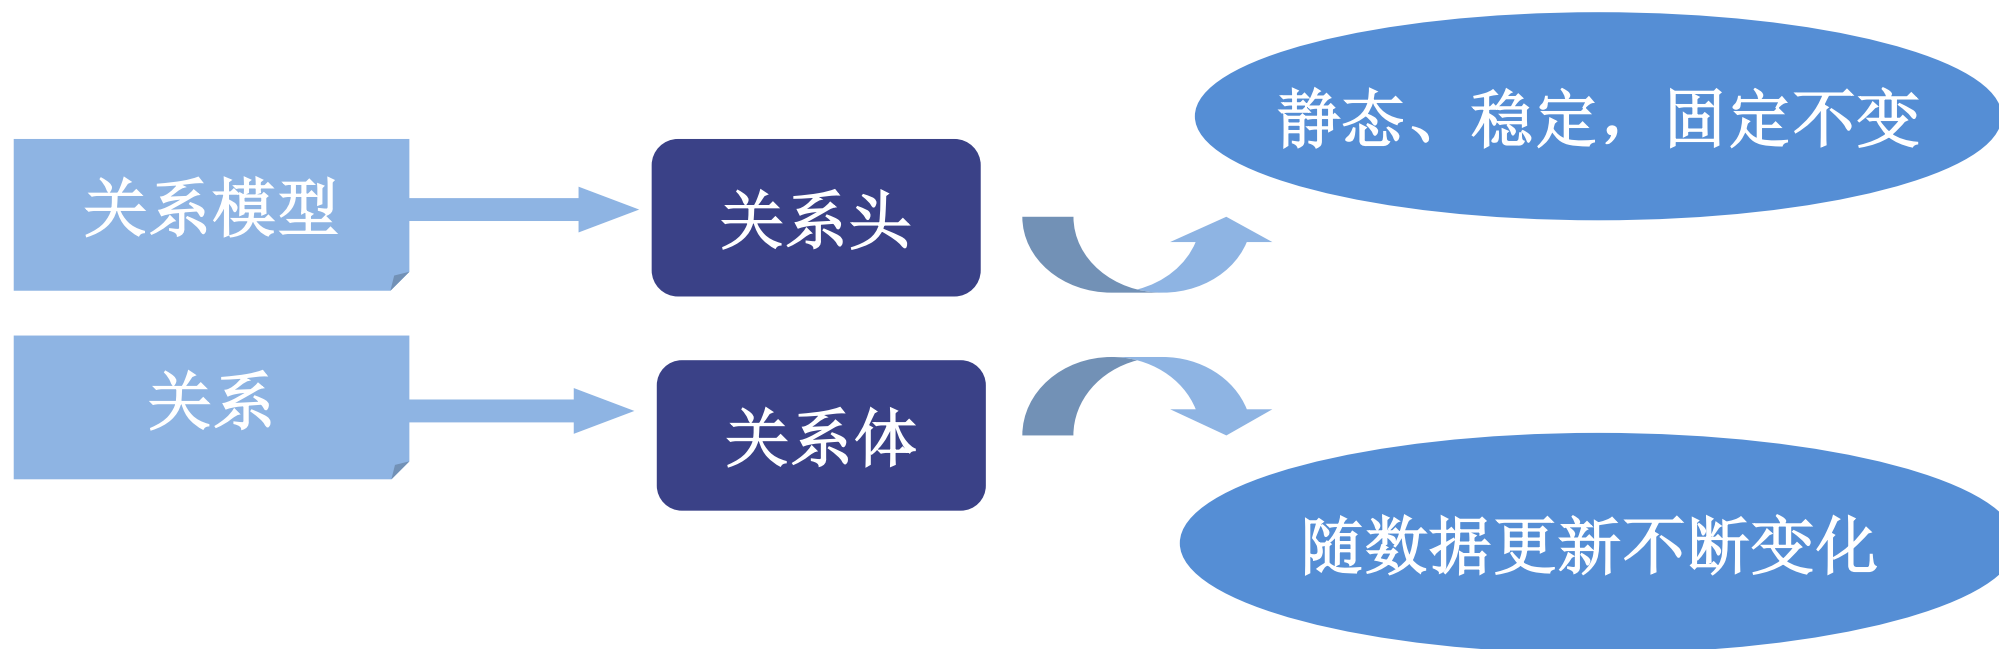 静态、稳定，固定不变
关系模型
关系头
关系
关系体
随数据更新不断变化